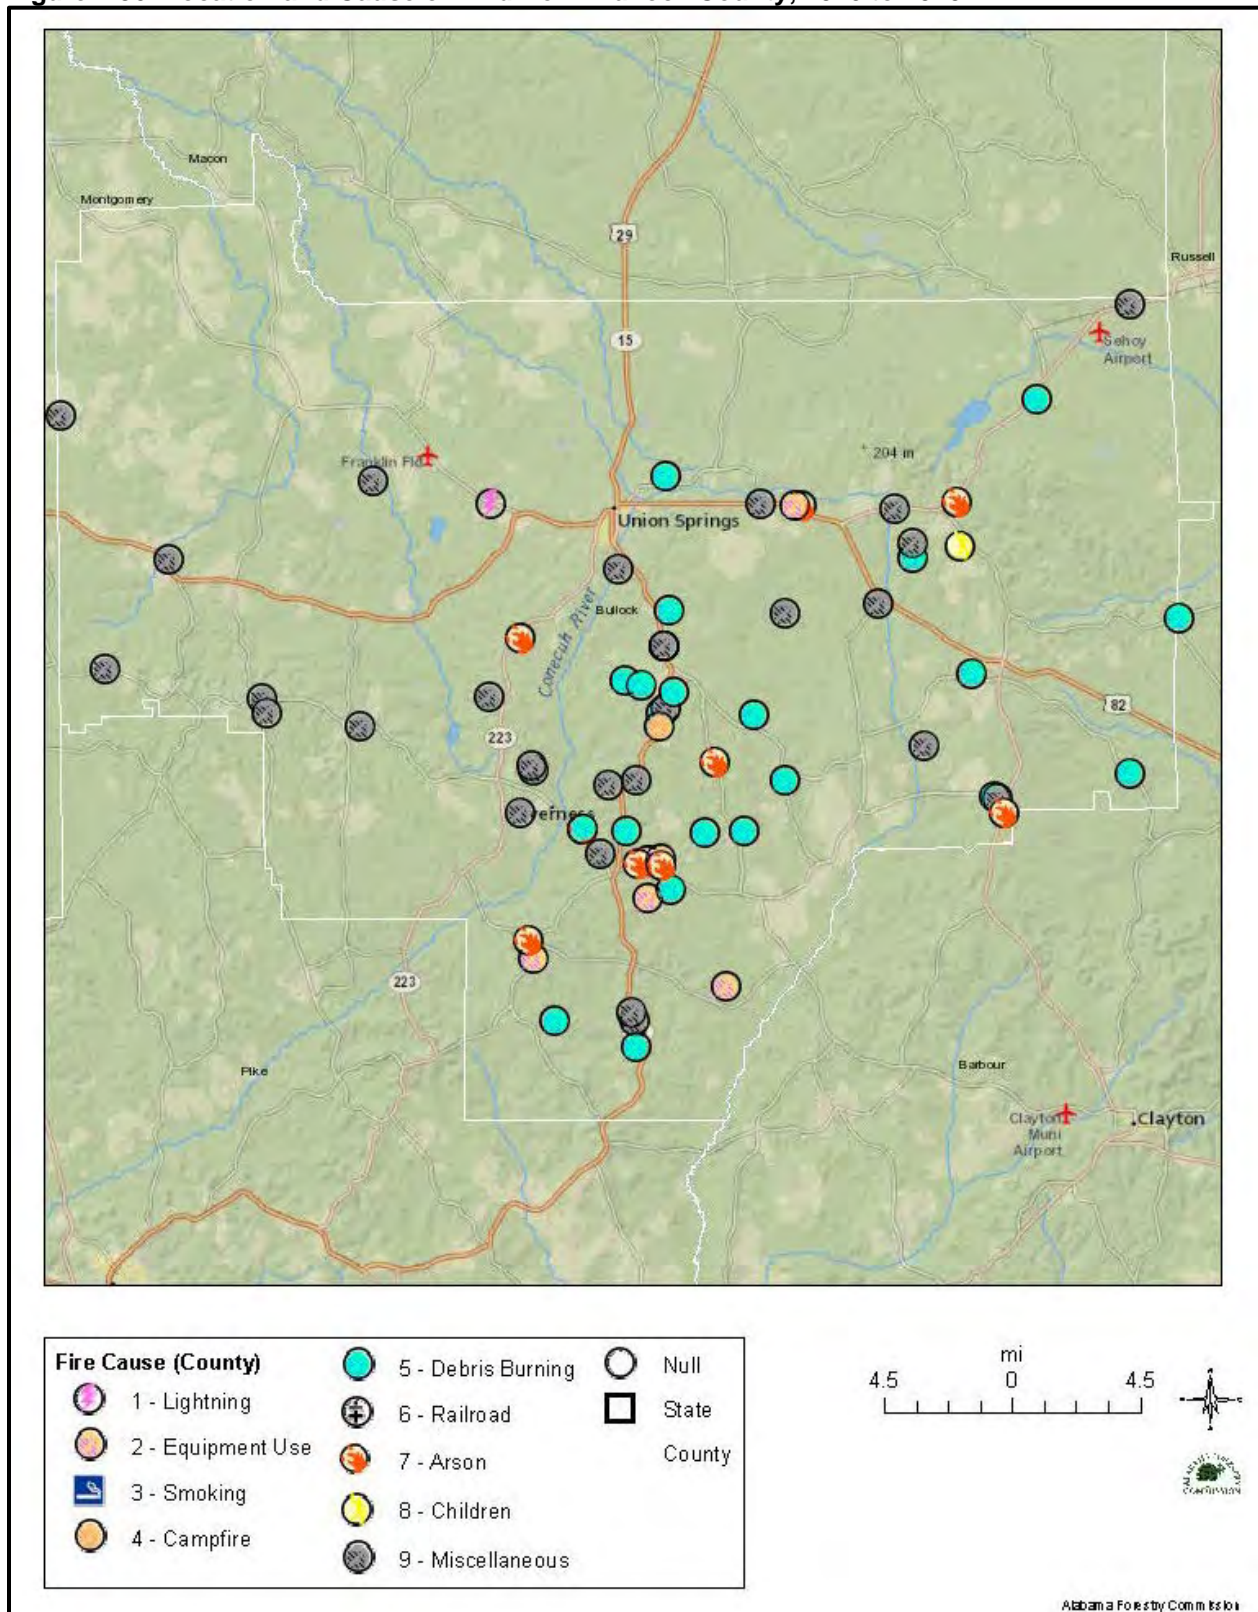 Macon
Montgomery
29
Russell
15
Sehoy
Airport
204 m
Franklin Fld
Union Springs
Bullock
Conecuh River
82
223
223
Pike
Barbour
Clayton
Muni
Airport
Clayton
Fire Cause (County)
1 - Lightning
2 - Equipment Use
3 - Smoking
4 - Campfire
5 - Debris Burning
6 - Railroad
7 - Arson
8 - Children
9 - Miscellaneous
Null
State
County
mi
4.5 0 4.5
Alabama Forestry Commission